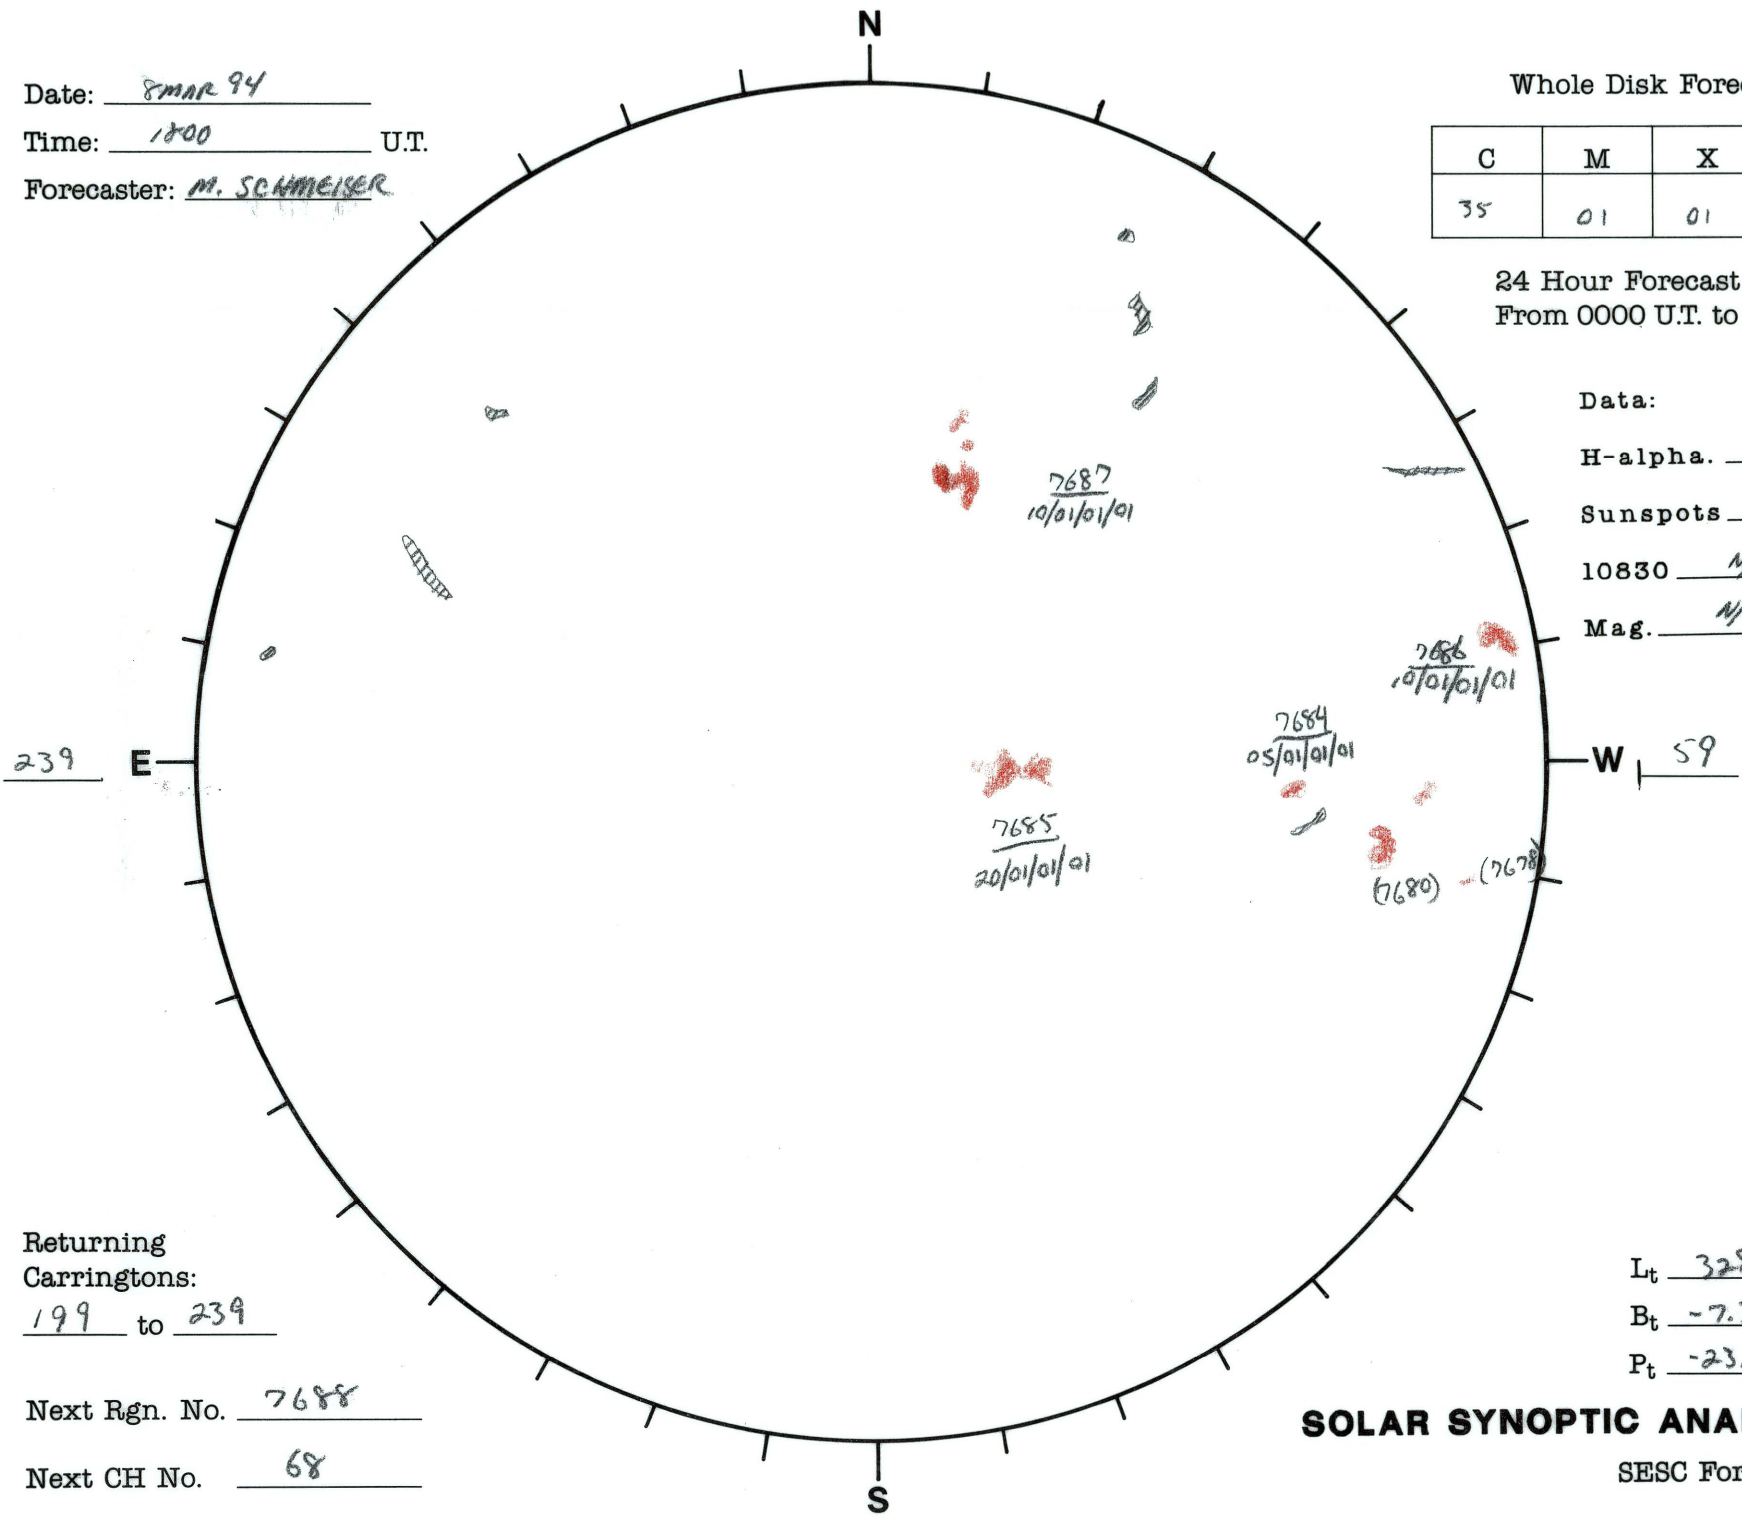 N
Date: 8 MAR 94
Time: 1800 U.T.
Forecaster: M. SCHMEISER
Whole Disk Fore
C M X
35 01 01
24 Hour Forecast
From 0000 U.T. to
Data:
H-alpha.
Sunspots
10830
Mag.
7687
10/01/01/01
7686
10/01/01/01
7684
05/01/01/01
239 E
W 59
7685
20/01/01/01
(7680)
(7678)
Returning
Carringtons:
199 to 239
Next Rgn. No. 7688
Next CH No. 68
Lt 32
Bt -7.
Pt -23.
SOLAR SYNOPTIC ANA
SESC For
S